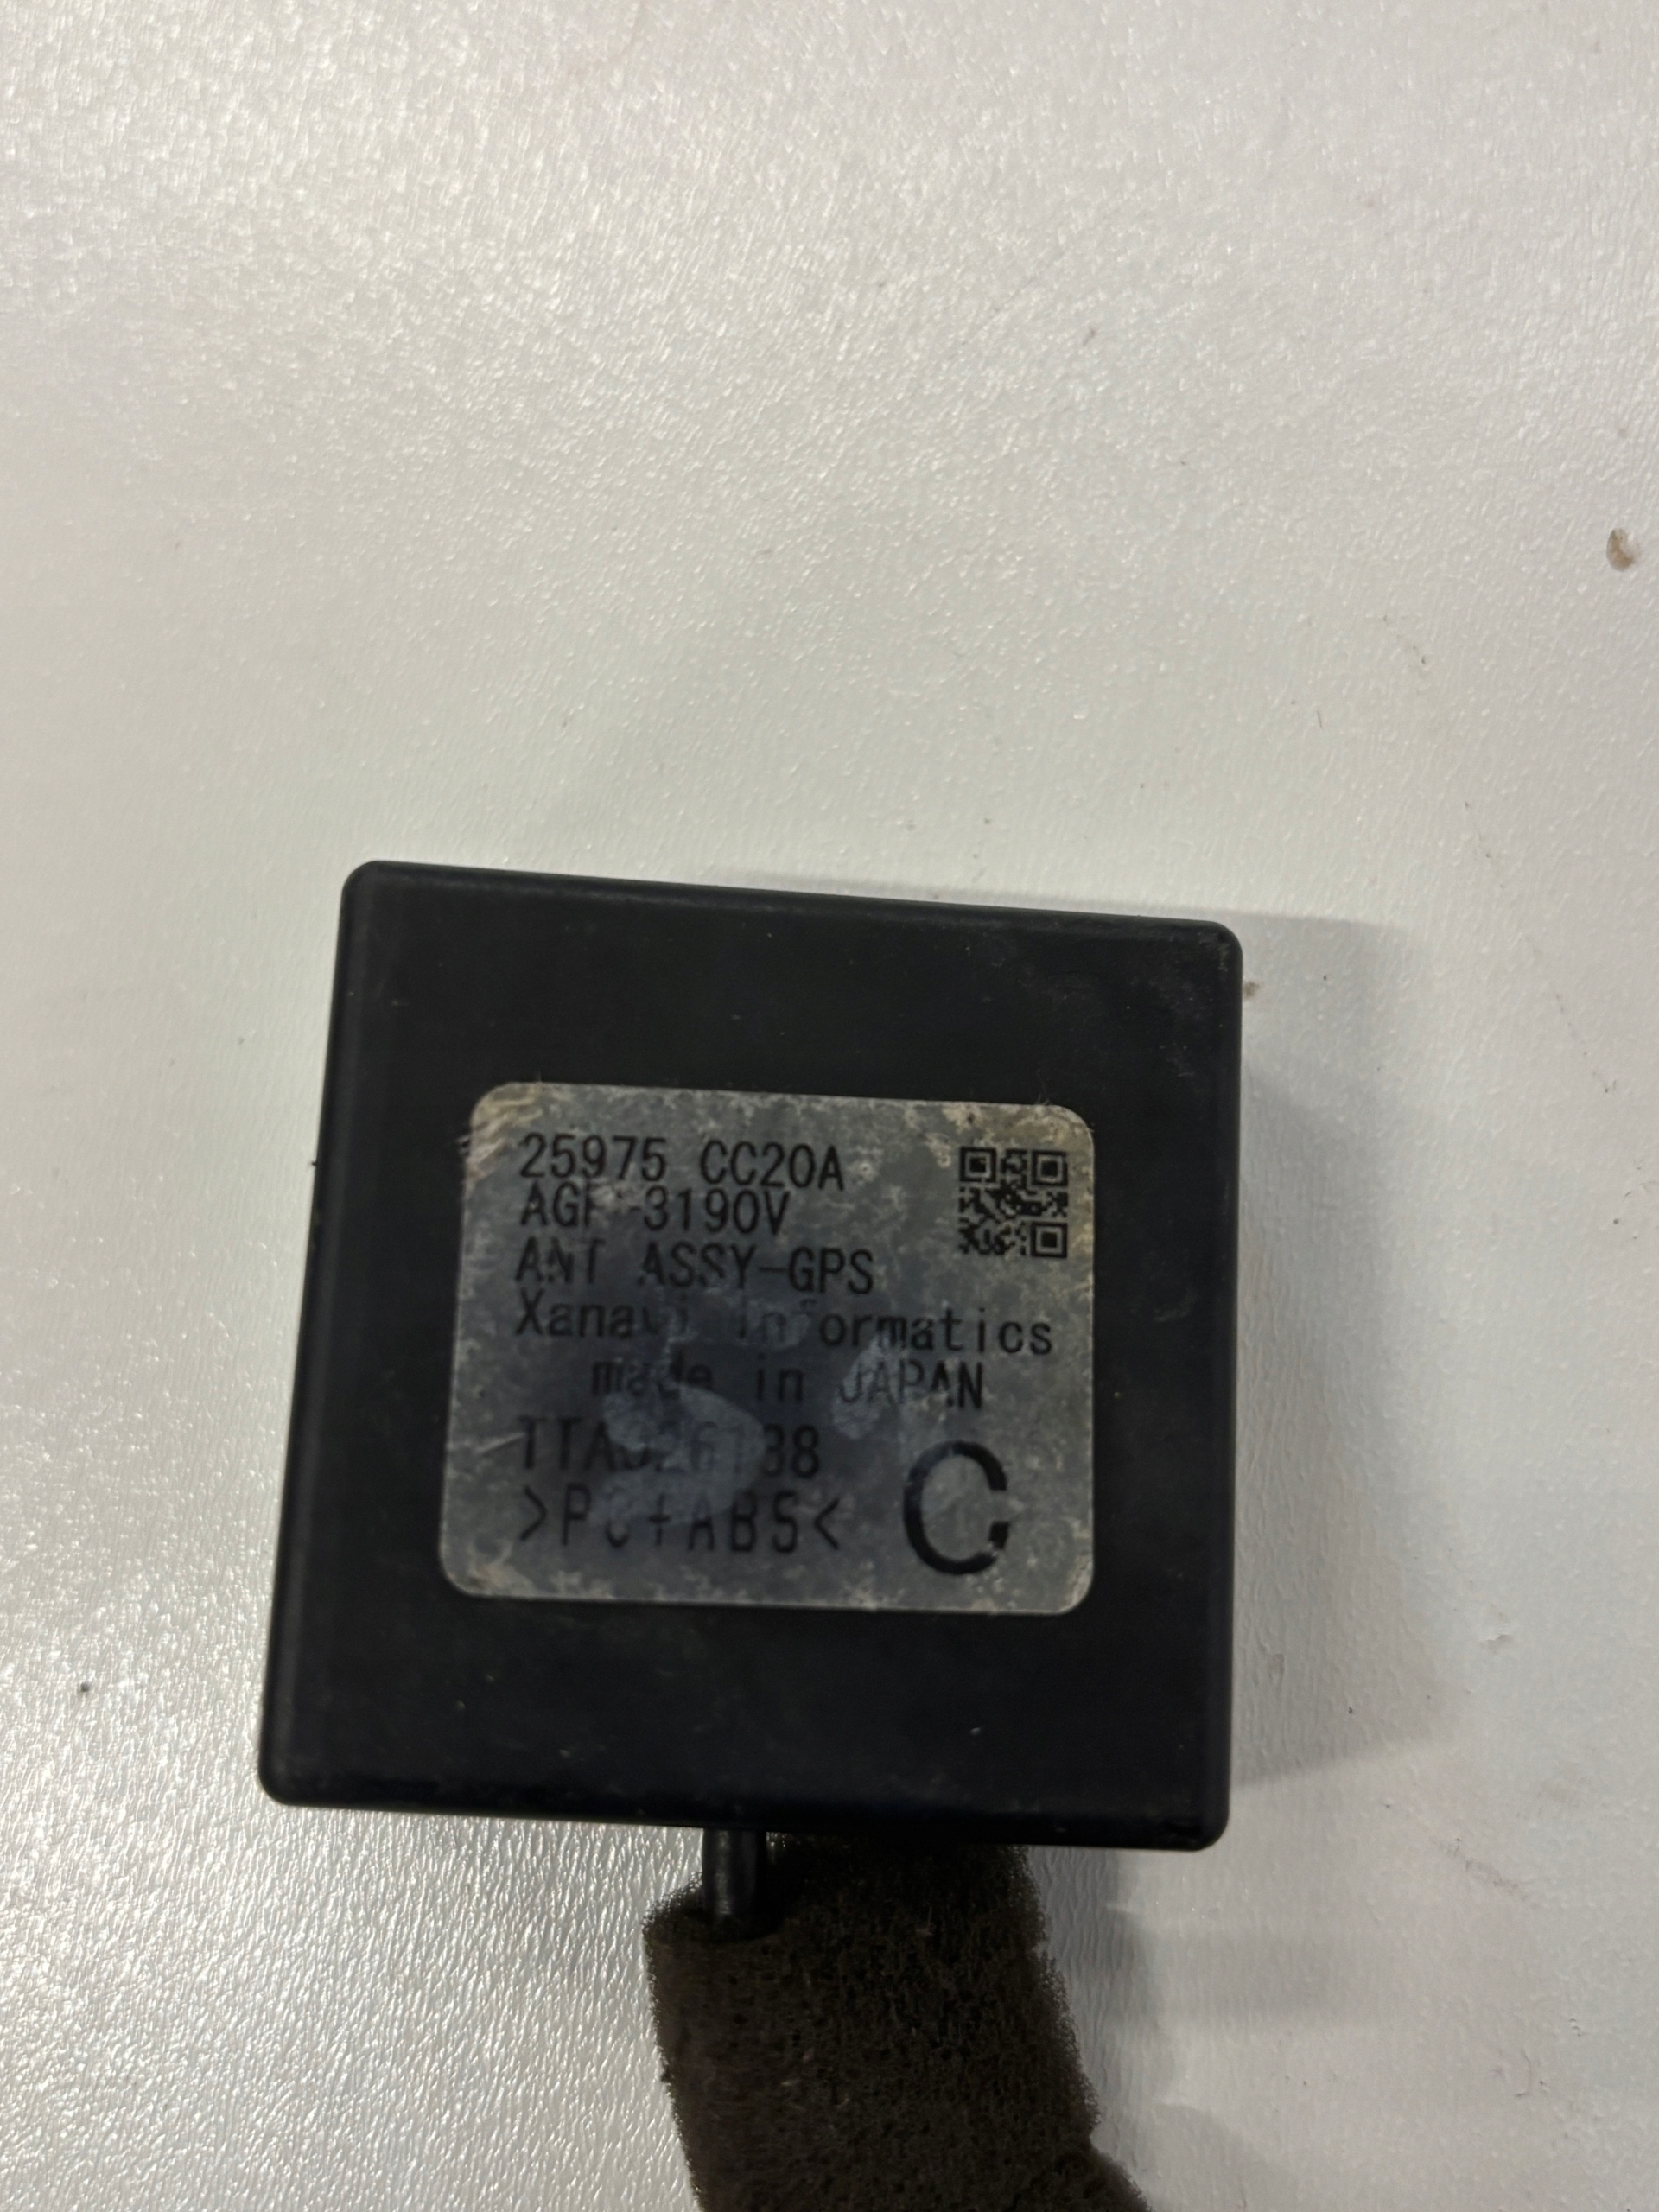 25975 CC20A
AGF-3190V
ANT ASSY-GPS
Xanavi Informatics
made in JAPAN
>PC+ABS<
C